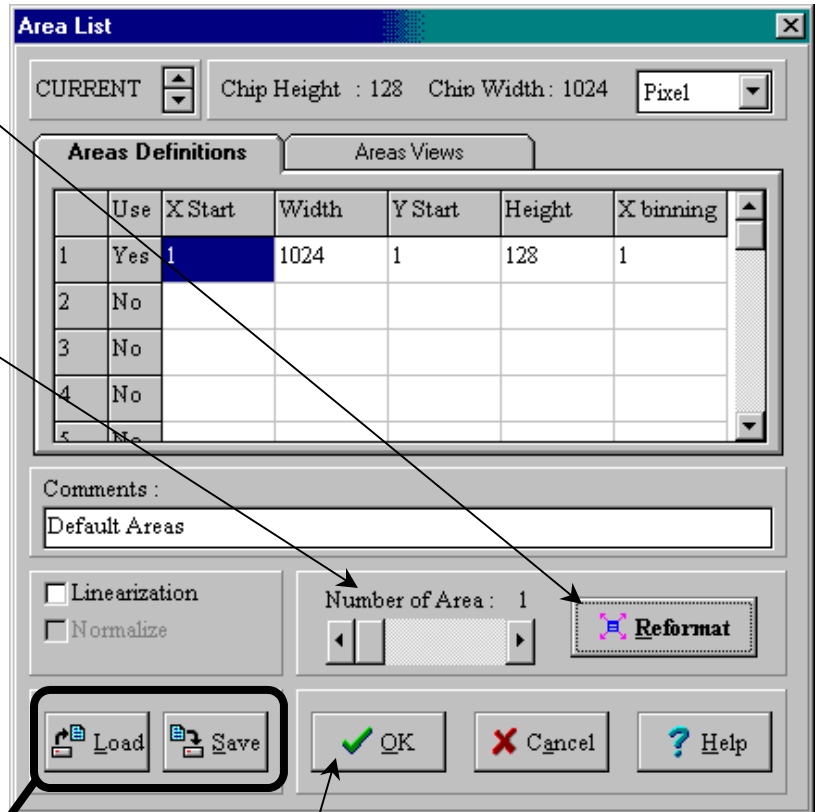 Area List
CURRENT Chip Height : 128 Chip Width : 1024 Pixel
Areas Definitions Areas Views
Use X Start Width Y Start Height X binning
1 Yes 1 1024 1 128 1
2 No
3 No
4 No
5 No
Comments :
Default Areas
Linearization
Normalize
Number of Area : 1
Reformat
Load Save OK Cancel Help